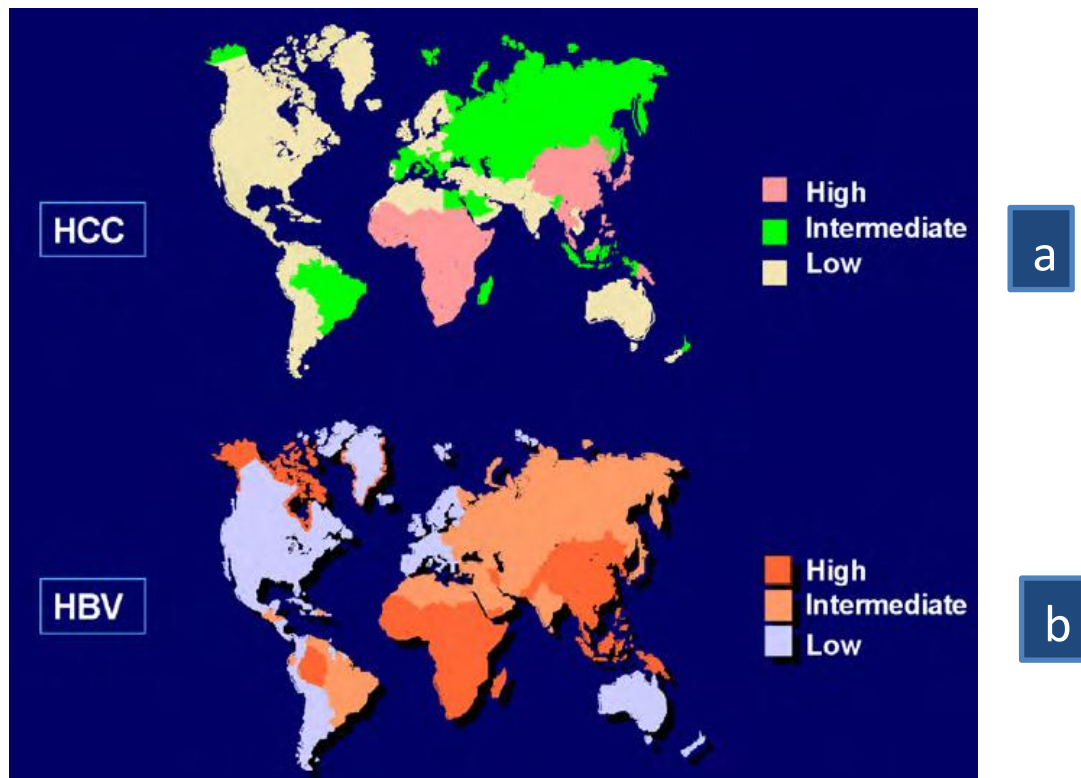 HCC
High
Intermediate
Low
a
HBV
High
Intermediate
Low
b